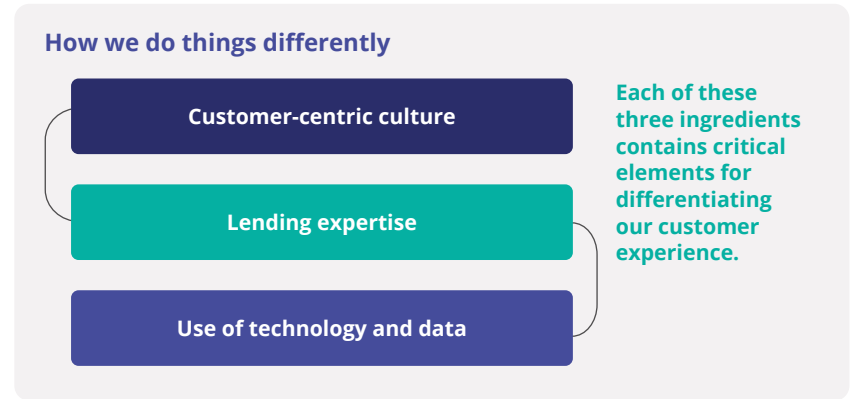 How we do things differently
Customer-centric culture
Lending expertise
Use of technology and data
Each of these
three ingredients
contains critical
elements for
differentiating
our customer
experience.